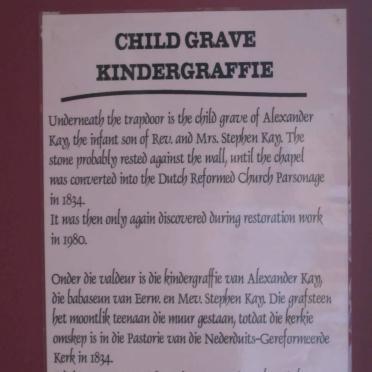 CHILD GRAVE
KINDERGRAFFIE
Underneath the trapdoor is the child grave of Alexander
Kay, the infant son of Rev. and Mrs. Stephen Kay. The
stone probably rested against the wall, until the chapel
was converted into the Dutch Reformed Church Parsonage
in 1834.
It was then only again discovered during restoration work
in 1980.
Onder die valdeur is die kindergraffie van Alexander Kay,
die babaseun van Eerw. en Mev. Stephen Kay. Die grafsteen
het moontlik teenaan die muur gestaan, totdat die kerkie
omskep is in die Pastorie van die Nederduits-Gereformeerde
Kerk in 1834.